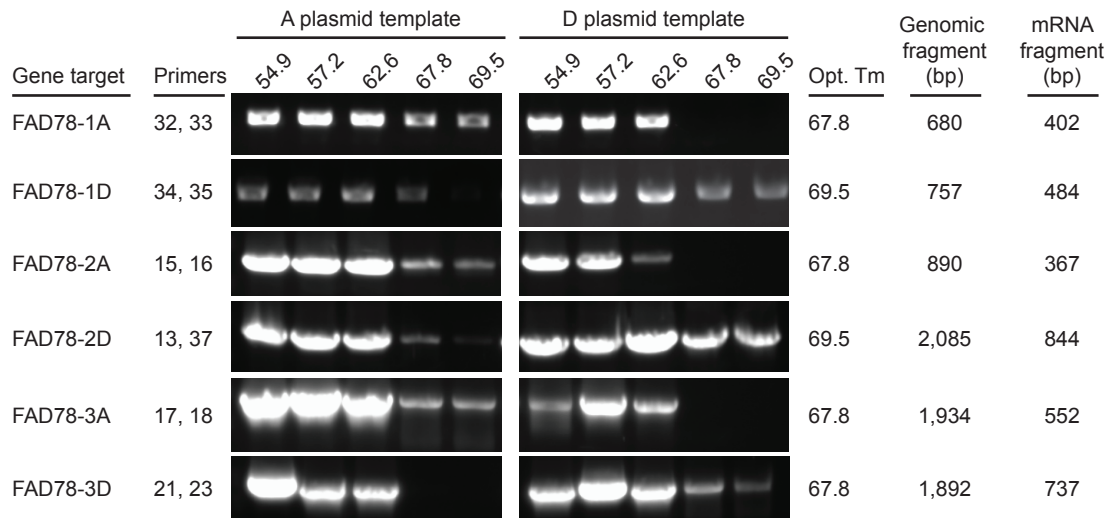 A plasmid template D plasmid template
Genomic fragment (bp) mRNA fragment (bp)
Gene target Primers 54.9 57.2 62.6 67.8 69.5 54.9 57.2 62.6 67.8 69.5 Opt. Tm
FAD78-1A 32, 33 67.8 680 402
FAD78-1D 34, 35 69.5 757 484
FAD78-2A 15, 16 67.8 890 367
FAD78-2D 13, 37 69.5 2,085 844
FAD78-3A 17, 18 67.8 1,934 552
FAD78-3D 21, 23 67.8 1,892 737